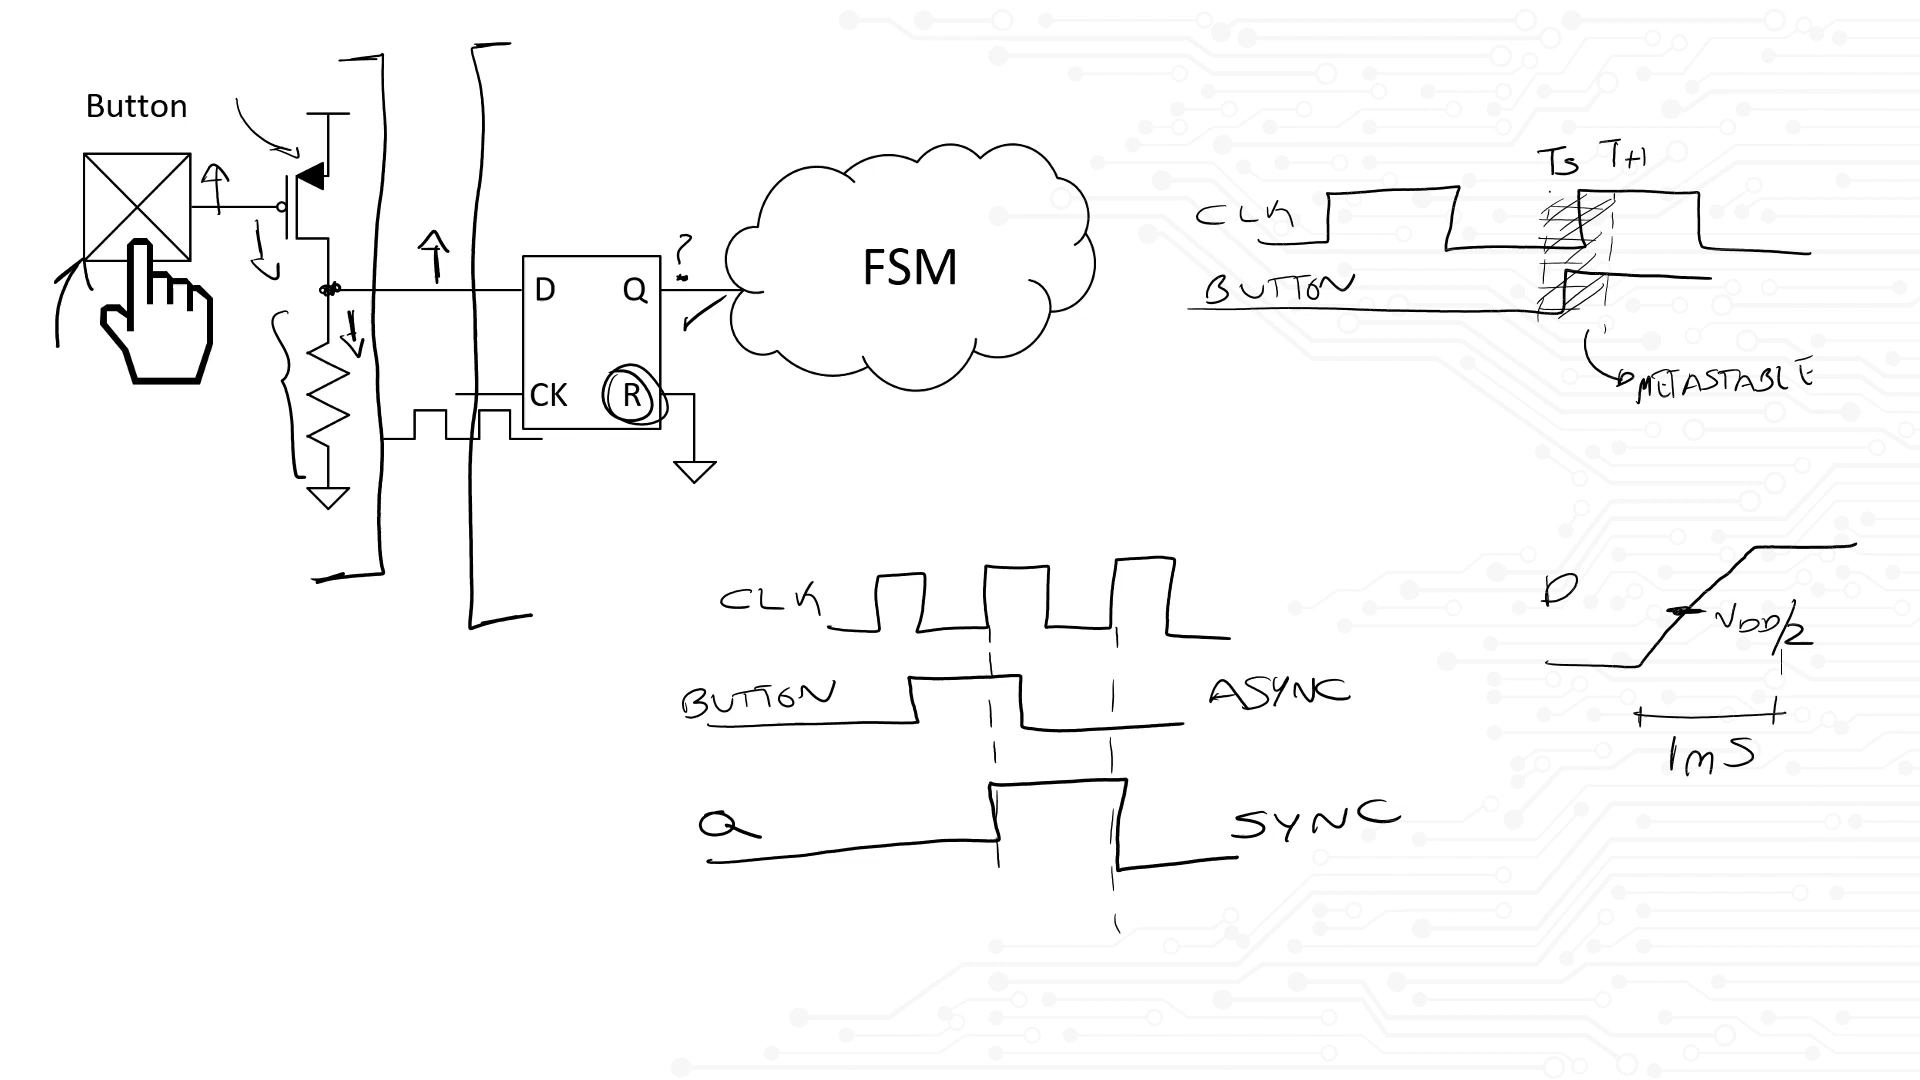 Button
D Q
?
FSM
CK R
Ts TH
CLK
BUTTON
METASTABLE
CLK
BUTTON
ASYNC
Q
SYNC
D
VDD/2
1mS